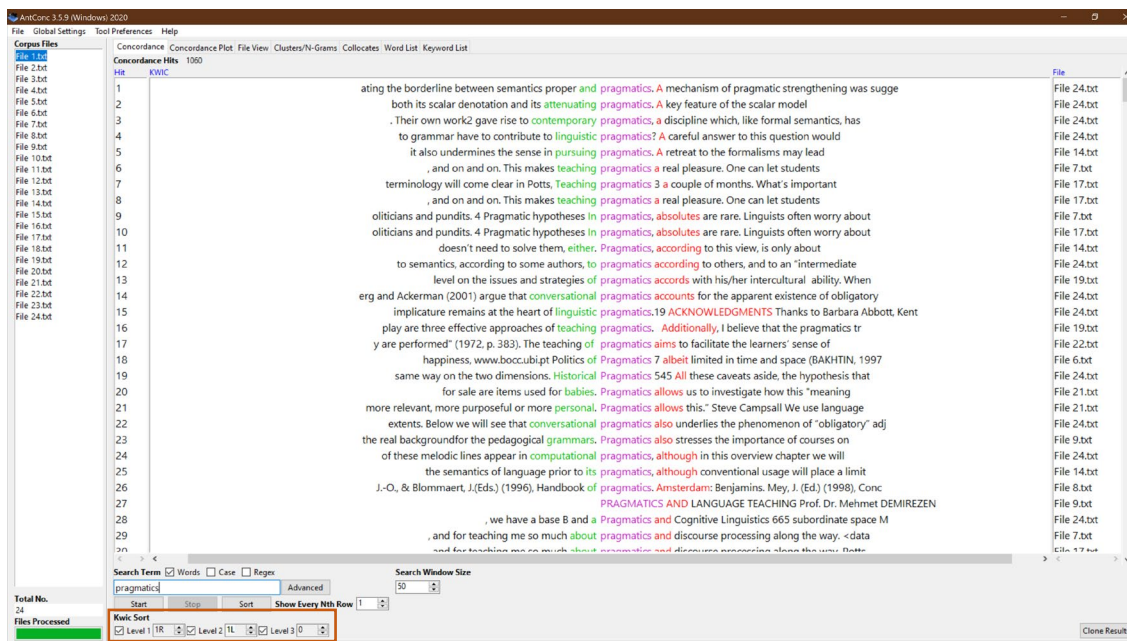 AntConc 3.5.9 (Windows) 2020
File Global Settings Tool Preferences Help
Corpus Files
File 1.txt
File 2.txt
File 3.txt
File 4.txt
File 5.txt
File 6.txt
File 7.txt
File 8.txt
File 9.txt
File 10.txt
File 11.txt
File 12.txt
File 13.txt
File 14.txt
File 15.txt
File 16.txt
File 17.txt
File 18.txt
File 19.txt
File 20.txt
File 21.txt
File 22.txt
File 23.txt
File 24.txt
Concordance Concordance Plot File View Clusters/N-Grams Collocates Word List Keyword List
Concordance Hits 1060
Hit KWIC File
1 ating the borderline between semantics proper and pragmatics. A mechanism of pragmatic strengthening was sugge File 24.txt
2 both its scalar denotation and its attenuating pragmatics. A key feature of the scalar model File 24.txt
3 . Their own work2 gave rise to contemporary pragmatics, a discipline which, like formal semantics, has File 24.txt
4 to grammar have to contribute to linguistic pragmatics? A careful answer to this question would File 24.txt
5 it also undermines the sense in pursuing pragmatics. A retreat to the formalisms may lead File 14.txt
6 , and on and on. This makes teaching pragmatics a real pleasure. One can let students File 7.txt
7 terminology will come clear in Potts, Teaching pragmatics 3 a couple of months. What's important File 17.txt
8 , and on and on. This makes teaching pragmatics a real pleasure. One can let students File 17.txt
9 oliticians and pundits. 4 Pragmatic hypotheses In pragmatics, absolutes are rare. Linguists often worry about File 7.txt
10 oliticians and pundits. 4 Pragmatic hypotheses In pragmatics, absolutes are rare. Linguists often worry about File 17.txt
11 doesn't need to solve them, either. Pragmatics, according to this view, is only about File 14.txt
12 to semantics, according to some authors, to pragmatics according to others, and to an "intermediate File 24.txt
13 level on the issues and strategies of pragmatics accords with his/her intercultural ability. When File 19.txt
14 erg and Ackerman (2001) argue that conversational pragmatics accounts for the apparent existence of obligatory File 24.txt
15 implicature remains at the heart of linguistic pragmatics.19 ACKNOWLEDGMENTS Thanks to Barbara Abbott, Kent File 24.txt
16 play are three effective approaches of teaching pragmatics. Additionally, I believe that the pragmatics tr File 19.txt
17 y are performed" (1972, p. 383). The teaching of pragmatics aims to facilitate the learners' sense of File 22.txt
18 happiness, www.bocc.ubi.pt Politics of Pragmatics 7 albeit limited in time and space (BAKHTIN, 1997 File 6.txt
19 same way on the two dimensions. Historical Pragmatics 545 All these caveats aside, the hypothesis that File 24.txt
20 for sale are items used for babies. Pragmatics allows us to investigate how this "meaning File 21.txt
21 more relevant, more purposeful or more personal. Pragmatics allows this." Steve Campsall We use language File 21.txt
22 extents. Below we will see that conversational pragmatics also underlies the phenomenon of "obligatory" adj File 24.txt
23 the real backgroundfor the pedagogical grammars. Pragmatics also stresses the importance of courses on File 9.txt
24 of these melodic lines appear in computational pragmatics, although in this overview chapter we will File 24.txt
25 the semantics of language prior to its pragmatics, although conventional usage will place a limit File 14.txt
26 J.-O., & Blommaert, J.(Eds.) (1996), Handbook of pragmatics. Amsterdam: Benjamins. Mey, J. (Ed.) (1998), Conc File 8.txt
27 PRAGMATICS AND LANGUAGE TEACHING Prof. Dr. Mehmet DEMIREZEN File 9.txt
28 , we have a base B and a Pragmatics and Cognitive Linguistics 665 subordinate space M File 24.txt
29 , and for teaching me so much about pragmatics and discourse processing along the way. <data File 7.txt
30 and for teaching me so much about pragmatics and discourse processing along the way. Potts File 17.txt
Search Term Words Case Regex Search Window Size
pragmatics Advanced 50
Start Stop Sort Show Every Nth Row 1
Total No.
24
Files Processed
Kwic Sort
Level 1 1R Level 2 1L Level 3 0
Clone Result